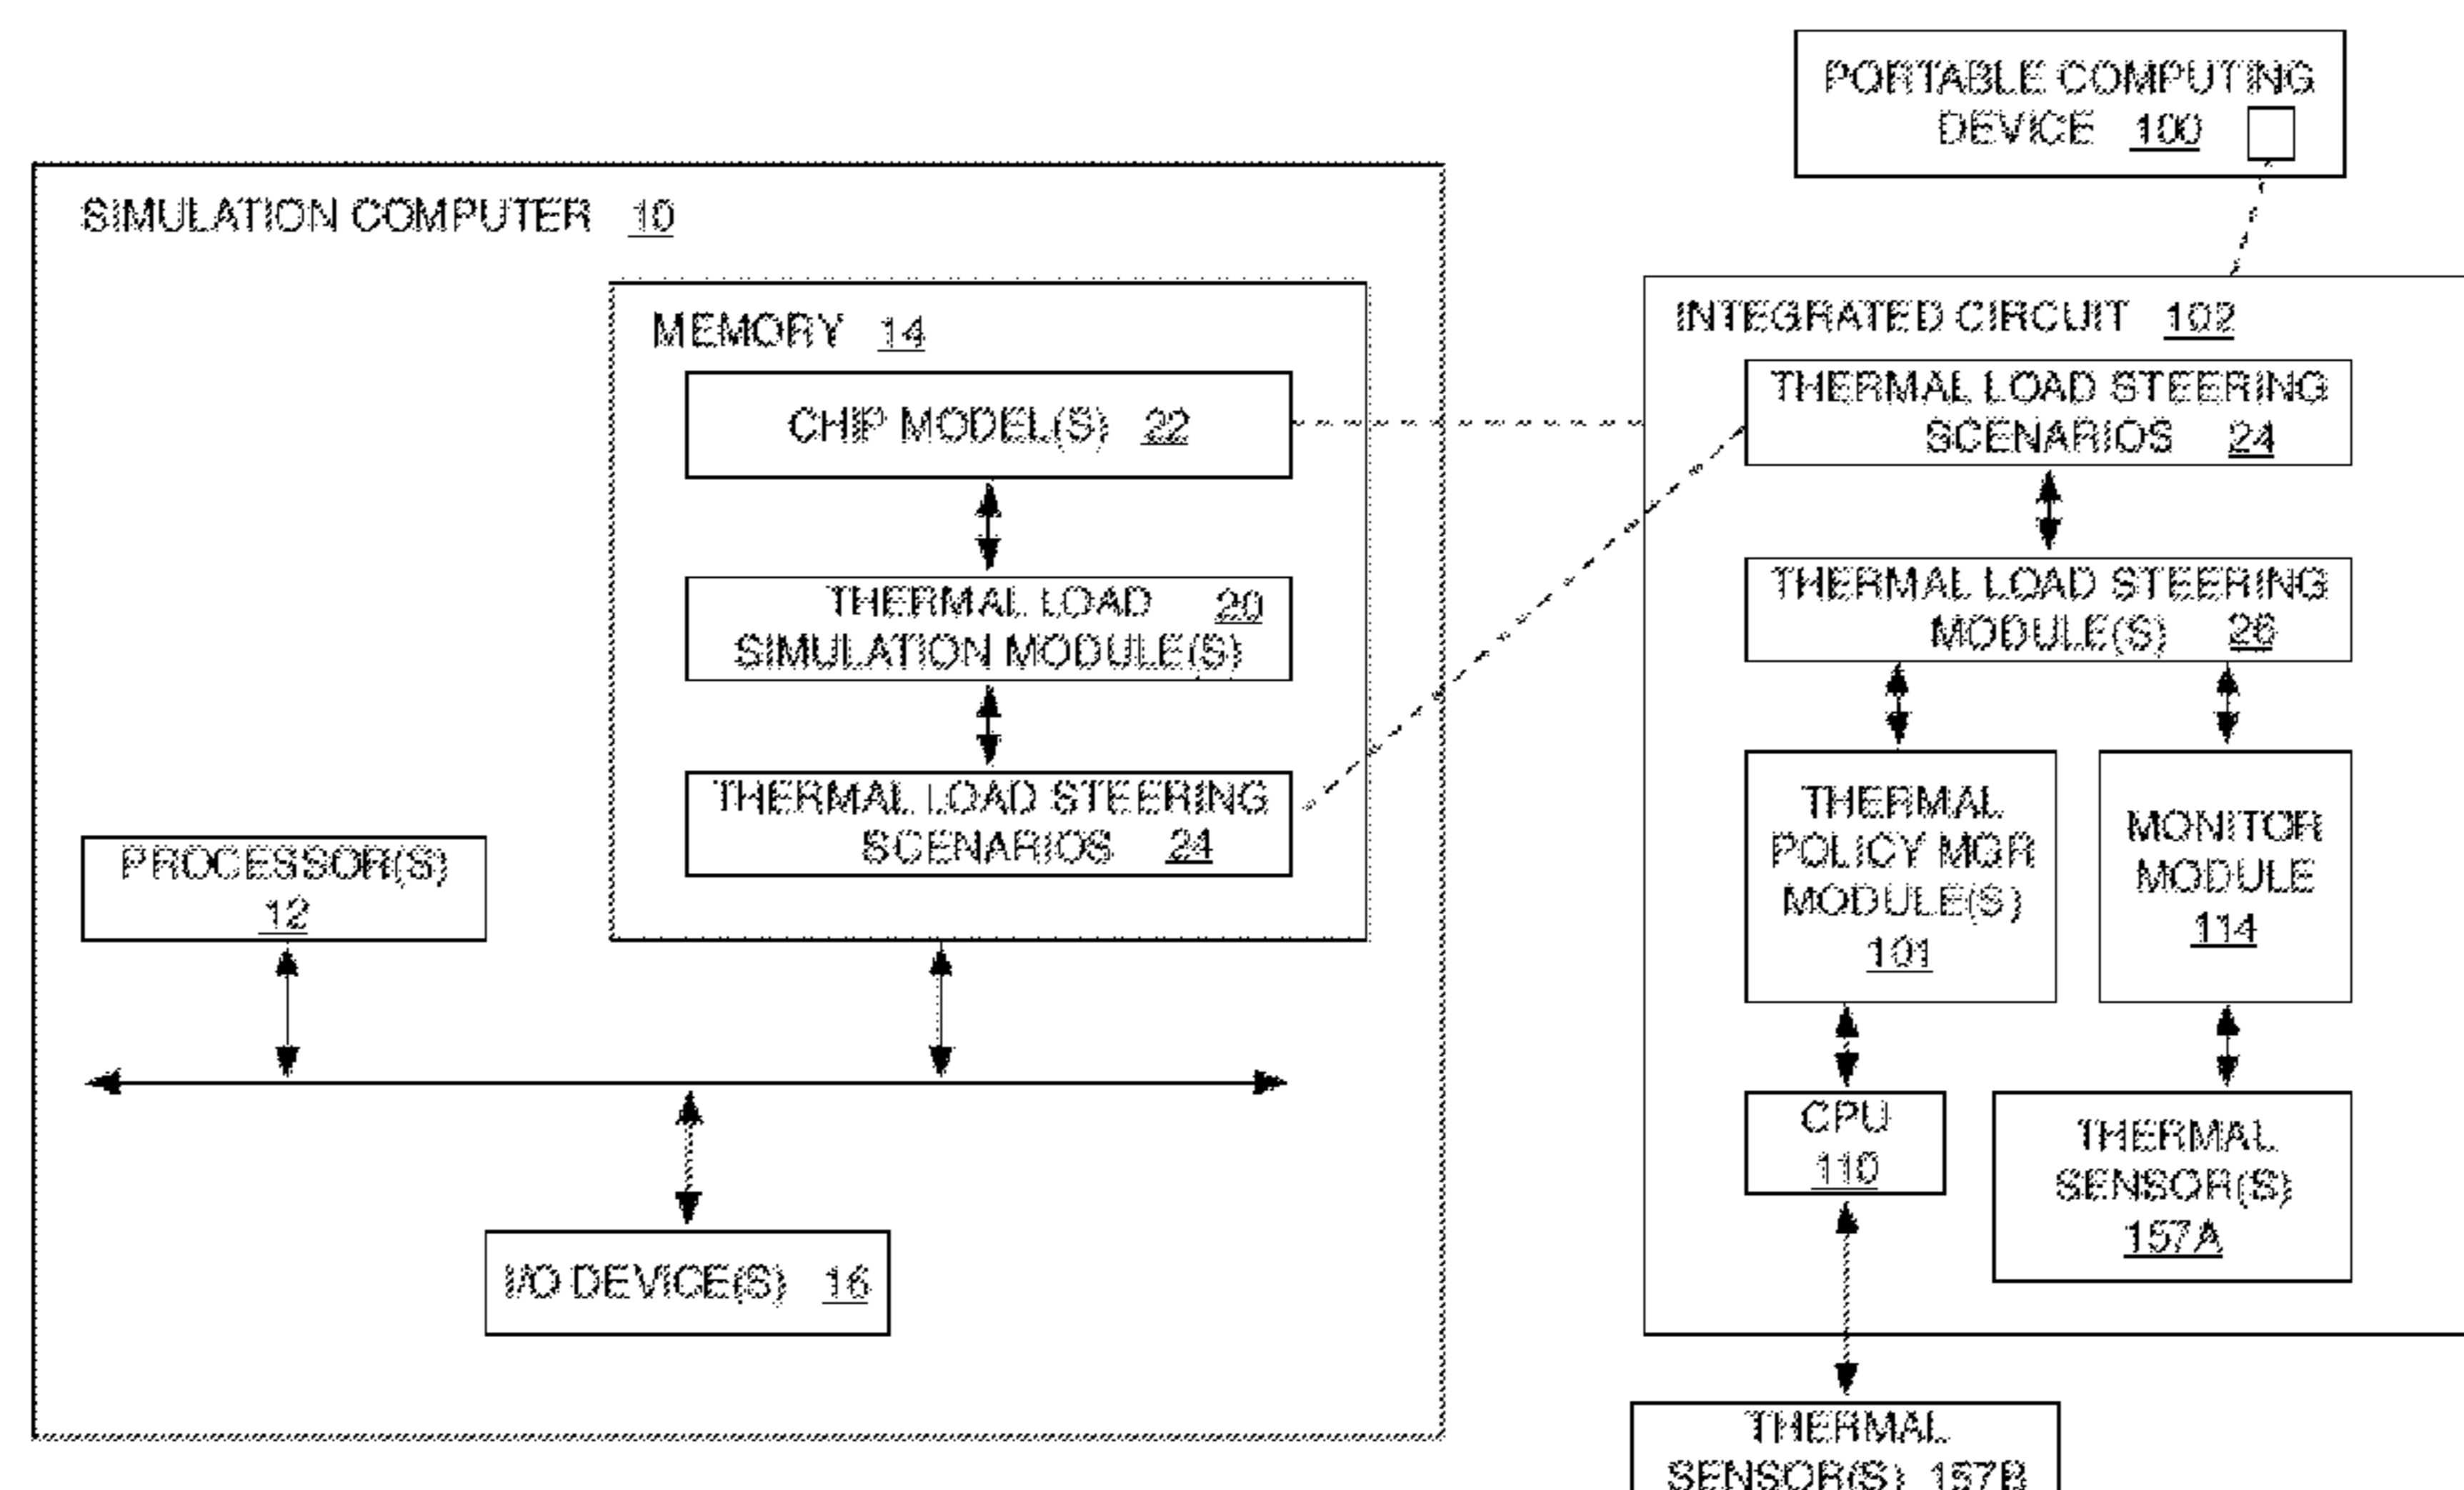 PORTABLE COMPUTING
DEVICE 100
SIMULATION COMPUTER 10
MEMORY 14
CHIP MODEL(S) 22
THERMAL LOAD 20
SIMULATION MODULE(S)
THERMAL LOAD STEERING
SCENARIOS 24
PROCESSOR(S)
12
I/O DEVICE(S) 16
INTEGRATED CIRCUIT 102
THERMAL LOAD STEERING
SCENARIOS 24
THERMAL LOAD STEERING
MODULE(S) 26
THERMAL
POLICY MGR
MODULE(S)
101
MONITOR
MODULE
114
CPU
110
THERMAL
SENSOR(S)
157A
THERMAL
SENSOR(S) 157B